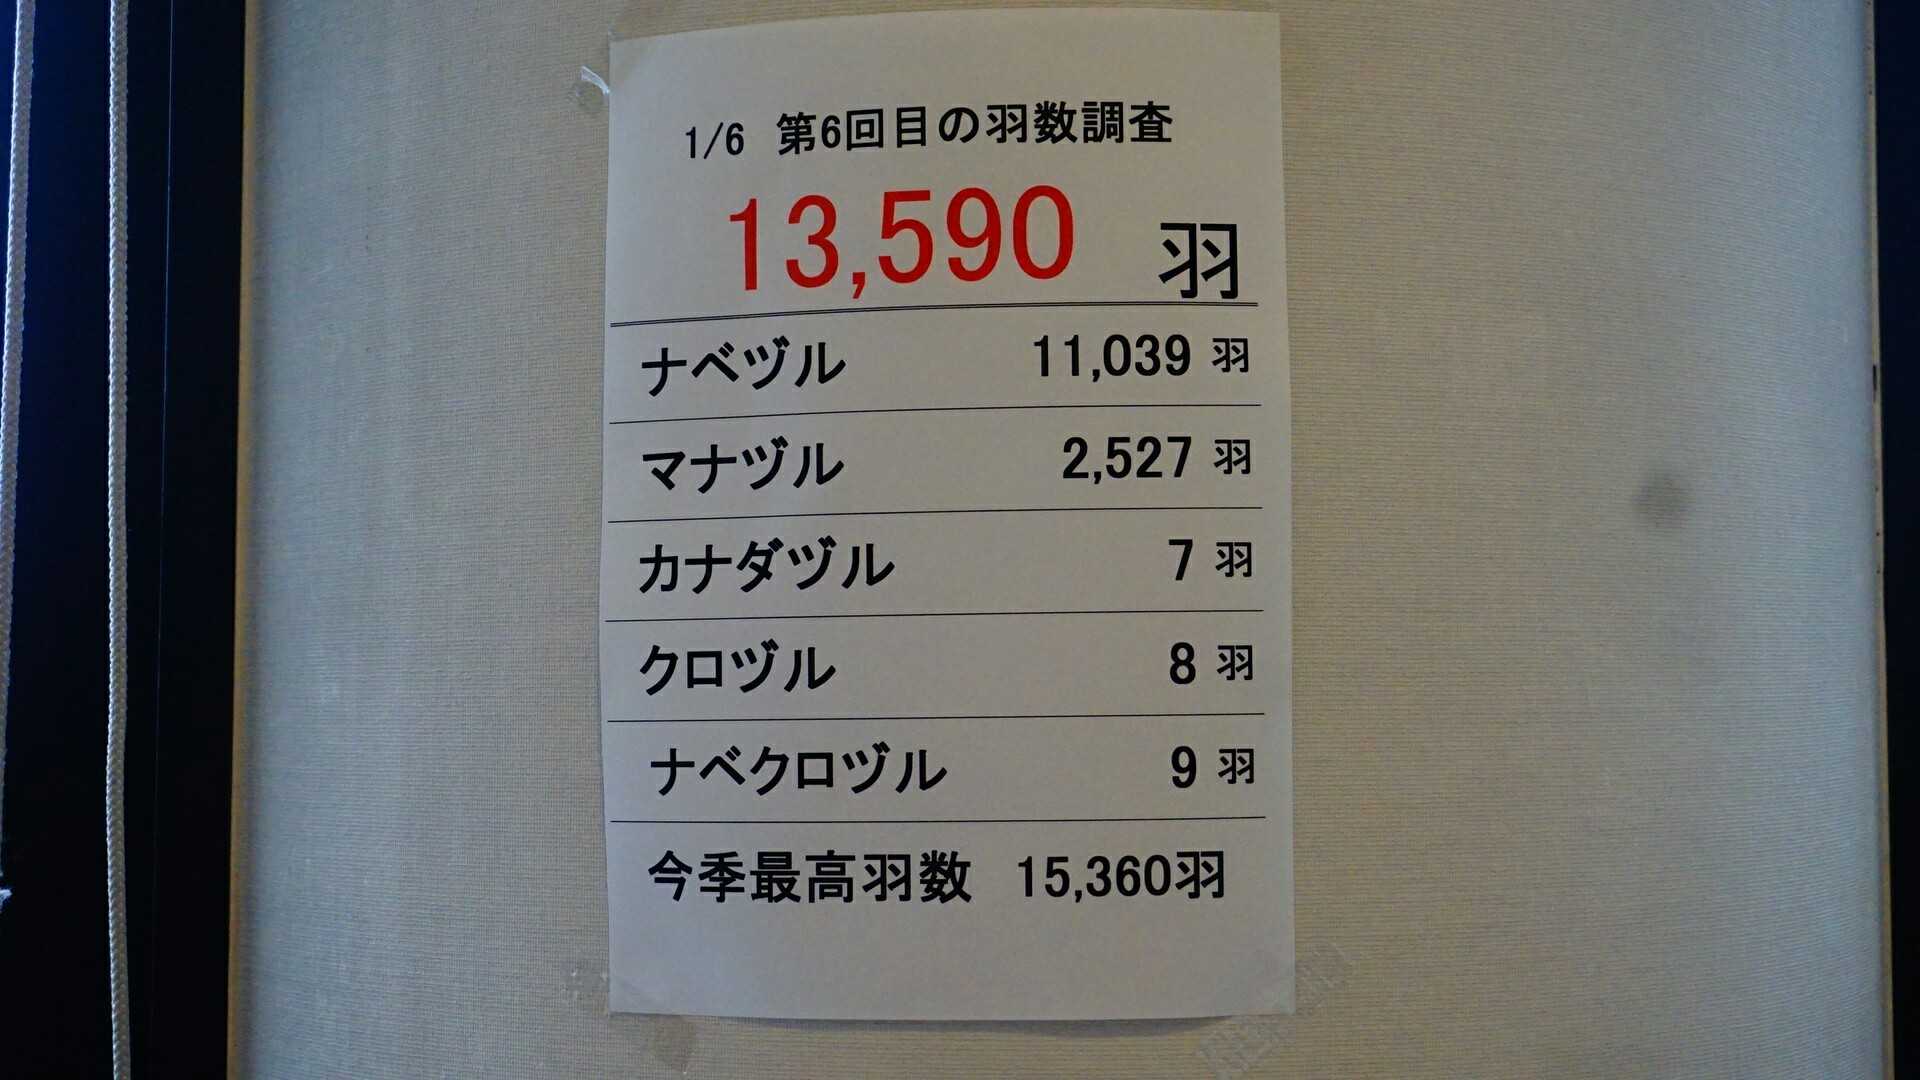 1/6 第6回目の羽数調査
13,590 羽
ナベヅル 11,039 羽
マナヅル 2,527 羽
カナダヅル 7 羽
クロヅル 8 羽
ナベクロヅル 9 羽
今季最高羽数 15,360羽